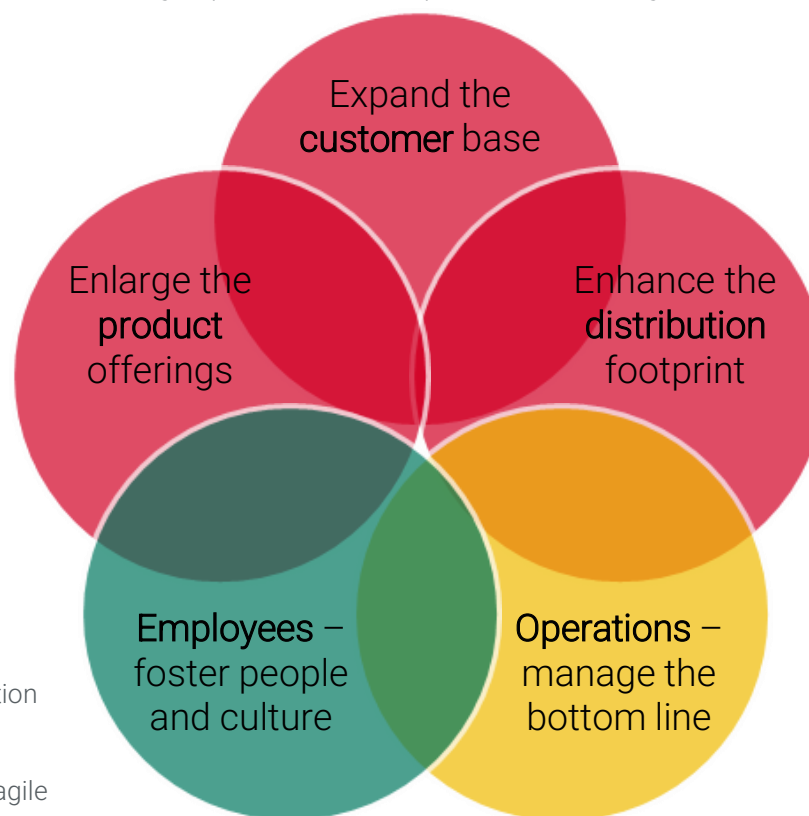 Expand the
customer base
Enlarge the
product
offerings
Enhance the
distribution
footprint
Employees –
foster people
and culture
Operations –
manage the
bottom line
agile